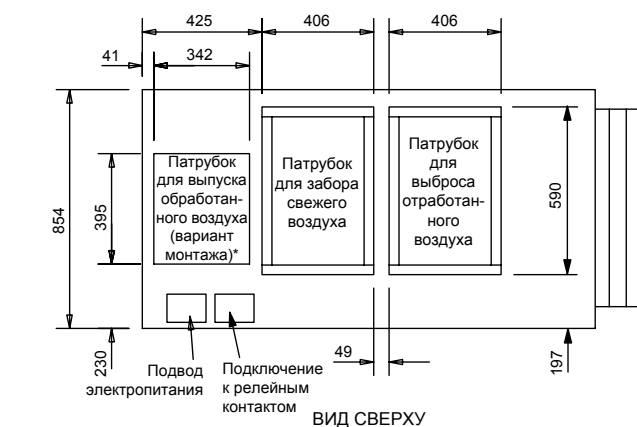 425
406
406
41
342
Патрубок
для выпуска
обработан-
ного воздуха
(вариант
монтажа)*
Патрубок
для забора
свежего
воздуха
Патрубок
для
выброса
отработан-
ного
воздуха
854
395
590
230
49
197
Подвод
электропитания
Подключение
к релейным
контактом
ВИД СВЕРХУ